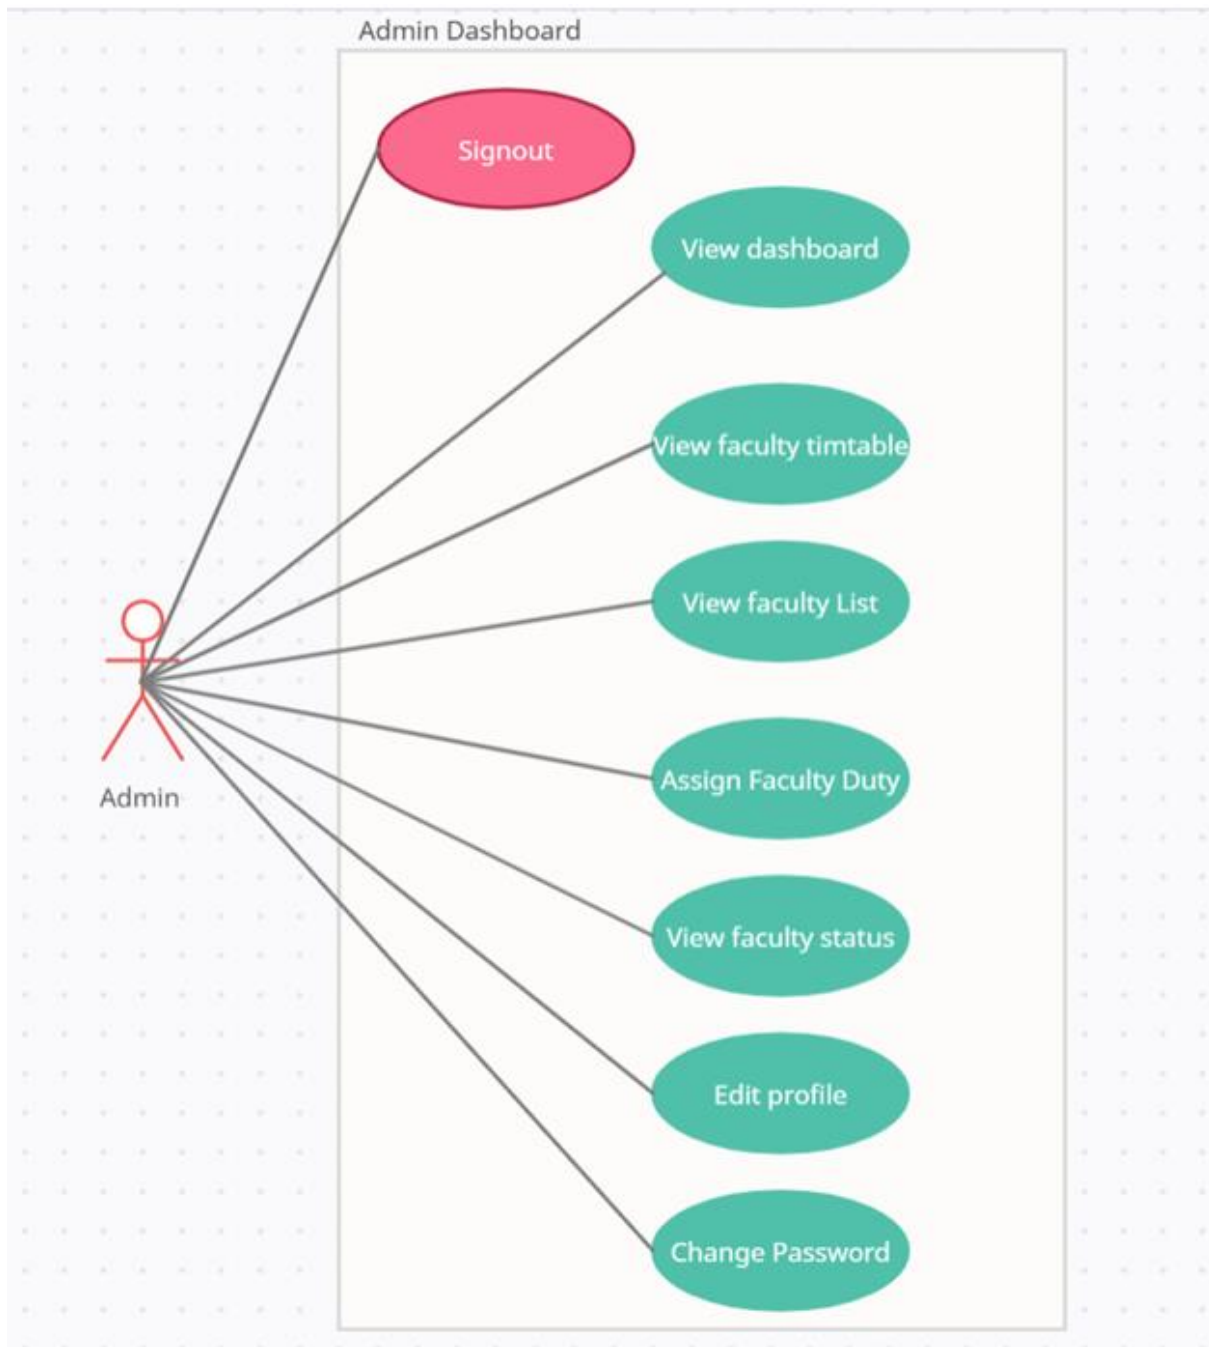 Admin Dashboard
Signout
View dashboard
View faculty timtable
View faculty List
Admin
Assign Faculty Duty
View faculty status
Edit profile
Change Password